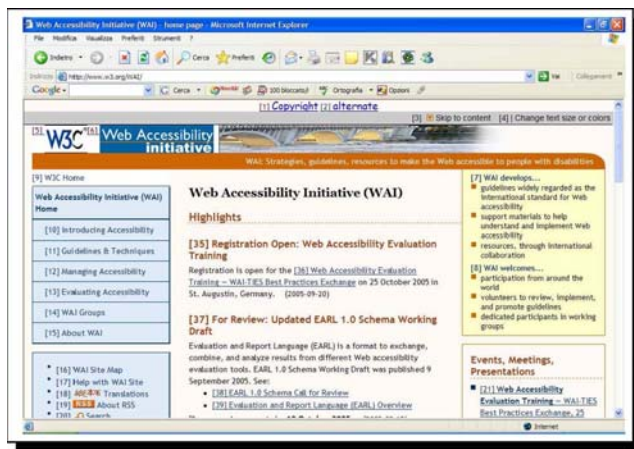 Web Accessibility Initiative (WAI) - home page - Microsoft Internet Explorer
File Modifica Visualizza Preferiti Strumenti ?
Indietro Cerca Preferiti
Indirizzo http://www.w3.org/WAI/ Vai Collegamenti
Google Cerca 100 bloccato/i Ortografia Opzioni
[1] Copyright [2] alternate
[3] Skip to content [4] | Change text size or colors
[5] W3C [6] Web Accessibility initiative
WAI: Strategies, guidelines, resources to make the Web accessible to people with disabilities
[9] W3C Home
Web Accessibility Initiative (WAI) Home
[10] Introducing Accessibility
[11] Guidelines & Techniques
[12] Managing Accessibility
[13] Evaluating Accessibility
[14] WAI Groups
[15] About WAI
[16] WAI Site Map
[17] Help with WAI Site
[18] Translations
[19] RSS About RSS
[20] Search
Web Accessibility Initiative (WAI)
Highlights
[35] Registration Open: Web Accessibility Evaluation
Training
Registration is open for the [36] Web Accessibility Evaluation
Training – WAI-TIES Best Practices Exchange on 25 October 2005 in
St. Augustin, Germany. (2005-09-20)
[37] For Review: Updated EARL 1.0 Schema Working
Draft
Evaluation and Report Language (EARL) is a format to exchange,
combine, and analyze results from different Web accessibility
evaluation tools. EARL 1.0 Schema Working Draft was published 9
September 2005. See:
[38] EARL 1.0 Schema Call for Review
[39] Evaluation and Report Language (EARL) Overview
[7] WAI develops...
guidelines widely regarded as the
international standard for Web
accessibility
support materials to help
understand and implement Web
accessibility
resources, through international
collaboration
[8] WAI welcomes...
participation from around the
world
volunteers to review, implement,
and promote guidelines
dedicated participants in working
groups
Events, Meetings,
Presentations
[21] Web Accessibility
Evaluation Training – WAI-TIES
Best Practices Exchange, 25
Internet